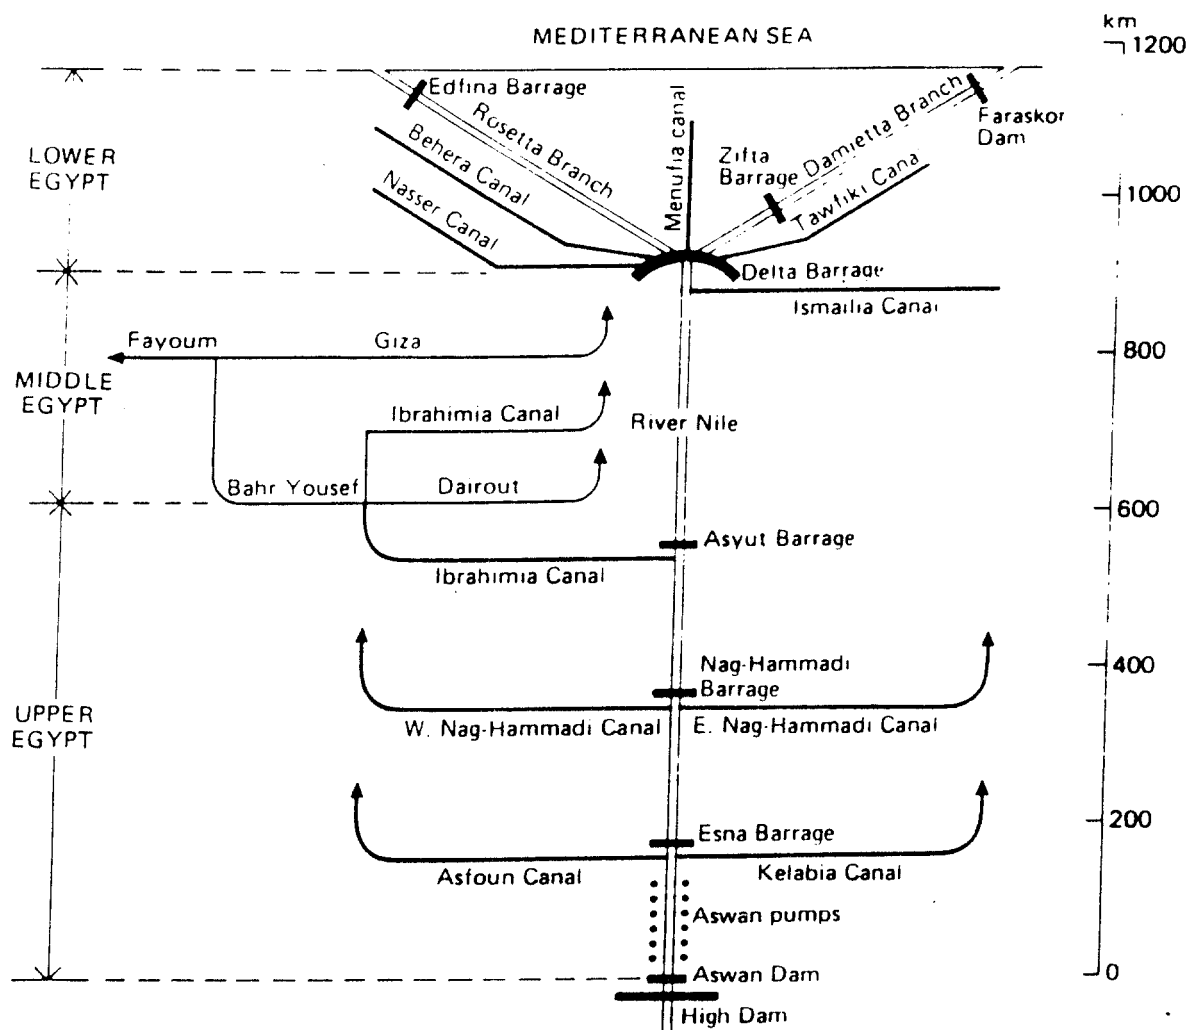 km
1200
MEDITERRANEAN SEA
Edfina Barrage
Rosetta Branch
Behera Canal
Nasser Canal
Menufia canal
Zifta
Barrage
Damietta Branch
Faraskor
Dam
Tawfiki Cana
LOWER
EGYPT
1000
Delta Barrage
Ismailia Canal
Fayoum
Giza
800
MIDDLE
EGYPT
Ibrahimia Canal
River Nile
Bahr Yousef
Dairout
600
Asyut Barrage
Ibrahimia Canal
Nag-Hammadi
Barrage
400
UPPER
EGYPT
W. Nag-Hammadi Canal
E. Nag-Hammadi Canal
200
Esna Barrage
Asfoun Canal
Kelabia Canal
Aswan pumps
Aswan Dam
0
High Dam